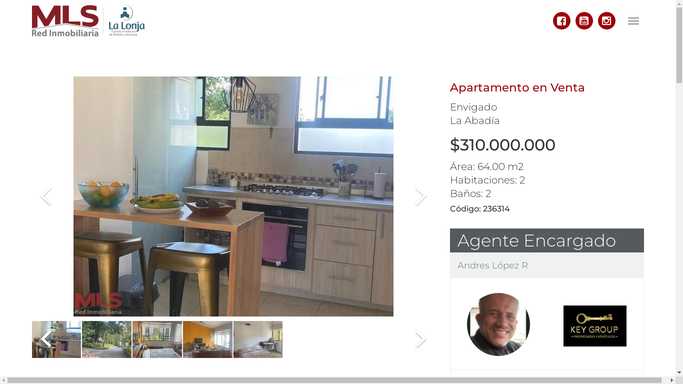 MLS
Red Inmobiliaria
La Lonja
Apartamento en Venta
Envigado
La Abadía
$310.000.000
Área: 64.00 m2
Habitaciones: 2
Baños: 2
Código: 236314
Agente Encargado
Andres López R
MLS
Red Inmobiliaria
KEY GROUP